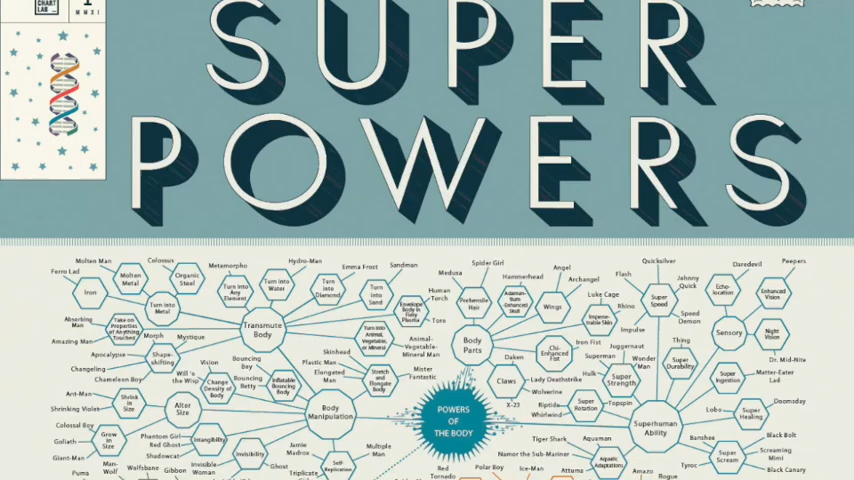 CHART
LAB
1
MMXI
SUPER
POWERS
Molten Man
Colossus
Metamorpho
Hydro-Man
Emma Frost
Sandman
Medusa
Spider Girl
Hammerhead
Angel
Archangel
Quicksilver
Flash
Johnny
Quick
Daredevil
Peepers
Ferro Lad
Iron
Molten
Metal
Organic
Steel
Turn Into
Any
Element
Turn into
Water
Turn
into
Diamond
Turn
into
Sand
Human
Torch
Toro
Envelope
Body in
Fiery
Plasma
Prehensile
Hair
Adaman-
tium
Enhanced
Skull
Wings
Luke Cage
Rhino
Impene-
trable Skin
Impulse
Super
Speed
Speed
Demon
Echo-
location
Enhanced
Vision
Turn into
Metal
Absorbing
Man
Amazing Man
Take on
Properties
of Anything
Touched
Morph
Transmute
Body
Turn Into
Animal,
Vegetable,
or Mineral
Animal-
Vegetable-
Mineral Man
Body
Parts
Chi-
Enhanced
Fist
Iron Fist
Sensory
Night
Vision
Dr. Mid-Nite
Mystique
Apocalypse
Changeling
Chameleon Boy
Shape-
shifting
Vision
Will 'o
the Wisp
Change
Density of
Body
Bouncing
Boy
Bouncing
Betty
Inflatable
Bouncing
Body
Skinhead
Plastic Man
Elongated
Man
Stretch
and
Elongate
Body
Mister
Fantastic
Daken
Claws
Lady Deathstrike
Wolverine
X-23
Superman
Juggernaut
Hulk
Wonder
Man
Super
Strength
Thing
Super
Durability
Super
Ingestion
Matter-Eater
Lad
Ant-Man
Shrinking Violet
Shrink
in
Size
Alter
Size
Body
Manipulation
POWERS
OF
THE BODY
Riptide
Whirlwind
Super
Rotation
Topspin
Superhuman
Ability
Lobo
Super
Healing
Doomsday
Colossal Boy
Goliath
Giant-Man
Grow
in
Size
Phantom Girl
Red Ghost
Shadowcat
Intangibility
Invisible
Woman
Invisibility
Ghost
Jamie
Madrox
Triplicate
Self-
Replication
Multiple
Man
Tiger Shark
Aquaman
Namor the Sub-Mariner
Attuma
Aquatic
Adaptations
Banshee
Tyroc
Super
Scream
Black Bolt
Screaming
Mimi
Black Canary
Puma
Man-
Wolf
Wolfsbane
Gibbon
Red
Tornado
Polar Boy
Ice-Man
Amazo
Rogue